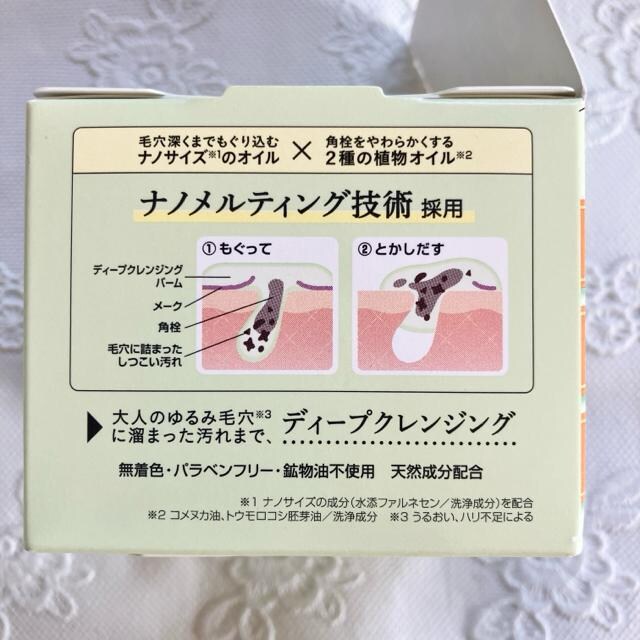 毛穴深くまでもぐり込む
ナノサイズ※1のオイル
×
角栓をやわらかくする
2種の植物オイル※2
ナノメルティング技術 採用
① もぐって
ディープクレンジング
バーム
メーク
角栓
毛穴に詰まった
しつこい汚れ
② とかしだす
大人のゆるみ毛穴※3
に溜まった汚れまで、
ディープクレンジング
無着色・パラベンフリー・鉱物油不使用 天然成分配合
※1 ナノサイズの成分(水添ファルネセン/洗浄成分)を配合
※2 コメヌカ油、トウモロコシ胚芽油/洗浄成分 ※3 うるおい、ハリ不足による